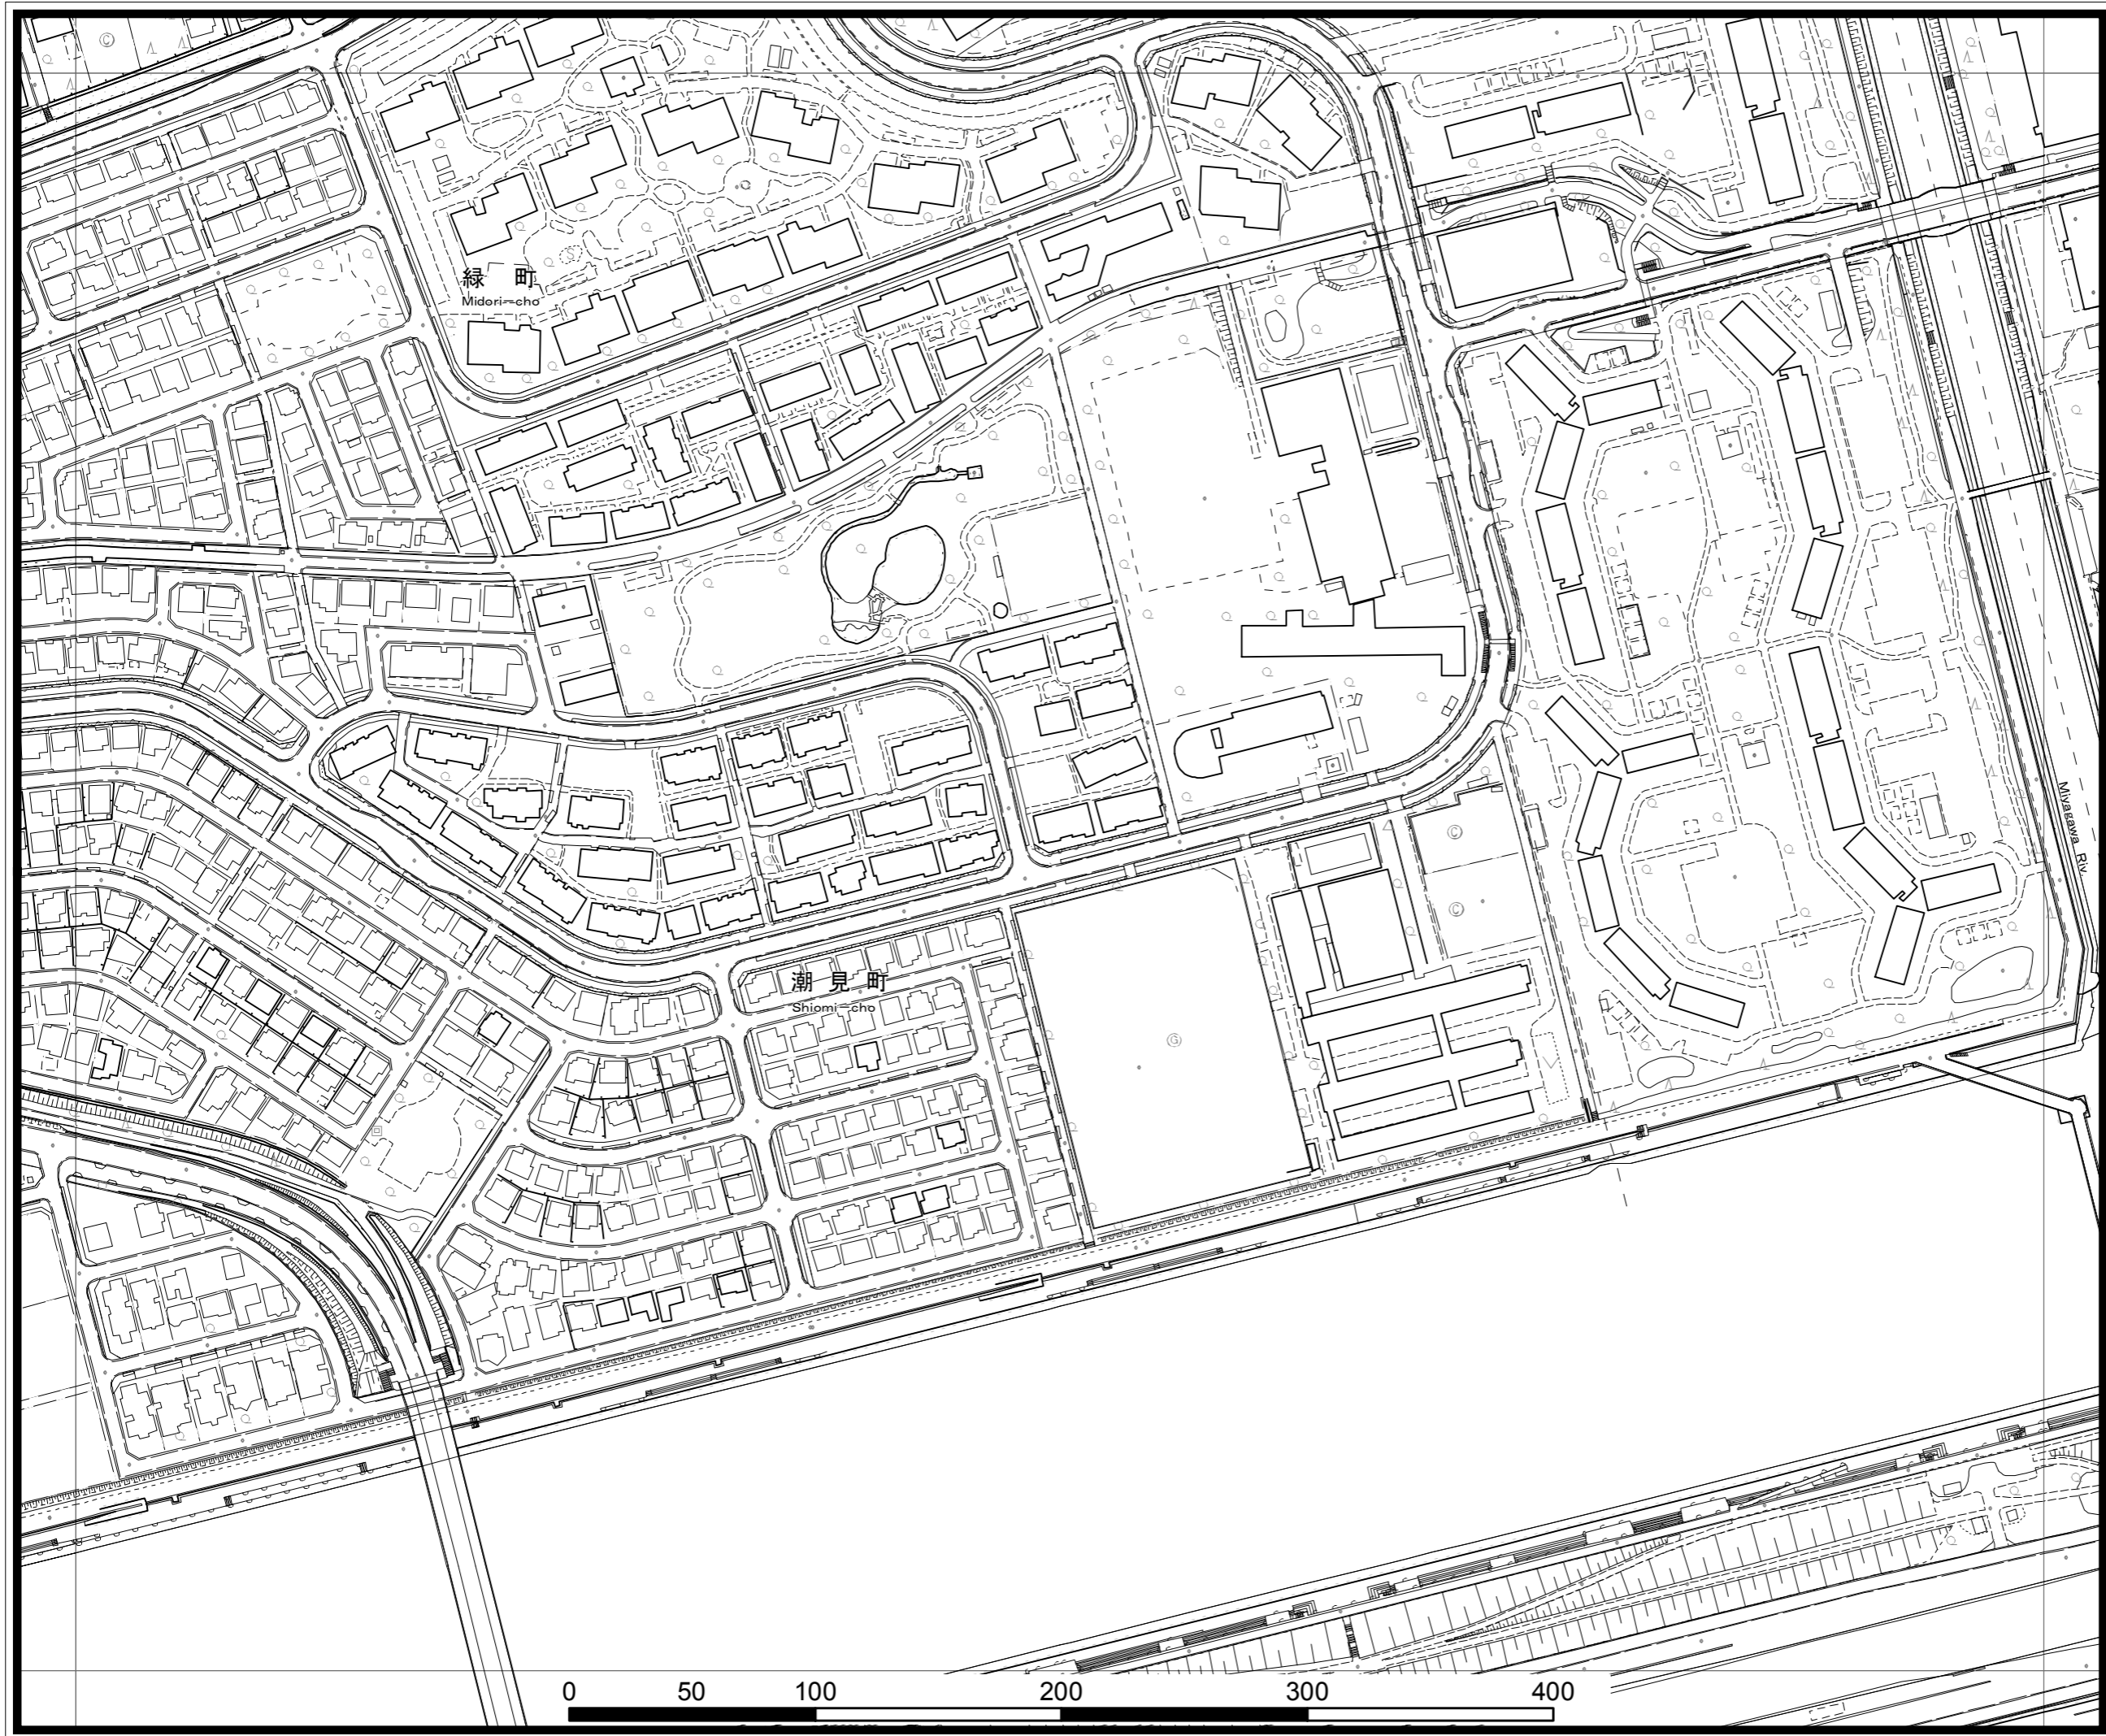 緑 町
Midori-cho
Miyagawa Riv.
潮 見 町
Shiomi-cho
0 50 100 200 300 400